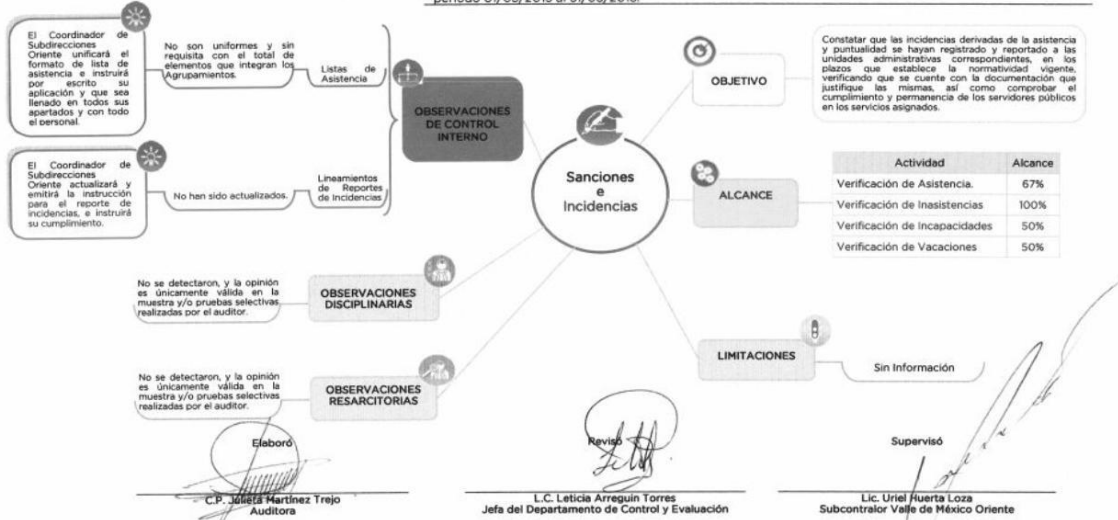 periodo 01/03/2018 al 31/03/2018.
El Coordinador de
Subdirecciones
Oriente unificará el
formato de lista de
asistencia e instruirá
por escrito su
aplicación y que sea
llenado en todos sus
apartados y con todo
el personal.
No son uniformes y sin
requisita con el total de
elementos que integran los
Agrupamientos.
Listas de
Asistencia
OBSERVACIONES
DE CONTROL
INTERNO
El Coordinador de
Subdirecciones
Oriente actualizará y
emitirá la instrucción
para el reporte de
incidencias, e instruirá
su cumplimiento.
No han sido actualizados.
Lineamientos
de Reportes
de Incidencias
Sanciones
e
Incidencias
OBJETIVO
Constatar que las incidencias derivadas de la asistencia
y puntualidad se hayan registrado y reportado a las
unidades administrativas correspondientes, en los
plazos que establece la normatividad vigente,
verificando que se cuente con la documentación que
justifique las mismas, así como comprobar el
cumplimiento y permanencia de los servidores públicos
en los servicios asignados.
ALCANCE
Actividad Alcance
Verificación de Asistencia. 67%
Verificación de Inasistencias 100%
Verificación de Incapacidades 50%
Verificación de Vacaciones 50%
No se detectaron, y la opinión
es únicamente válida en la
muestra y/o pruebas selectivas
realizadas por el auditor.
OBSERVACIONES
DISCIPLINARIAS
No se detectaron, y la opinión
es únicamente válida en la
muestra y/o pruebas selectivas
realizadas por el auditor.
OBSERVACIONES
RESARCITORIAS
LIMITACIONES
Sin Información
Elaboró
C.P. Julieta Martínez Trejo
Auditora
Revisó
L.C. Leticia Arreguin Torres
Jefa del Departamento de Control y Evaluación
Supervisó
Lic. Uriel Huerta Loza
Subcontralor Valle de México Oriente